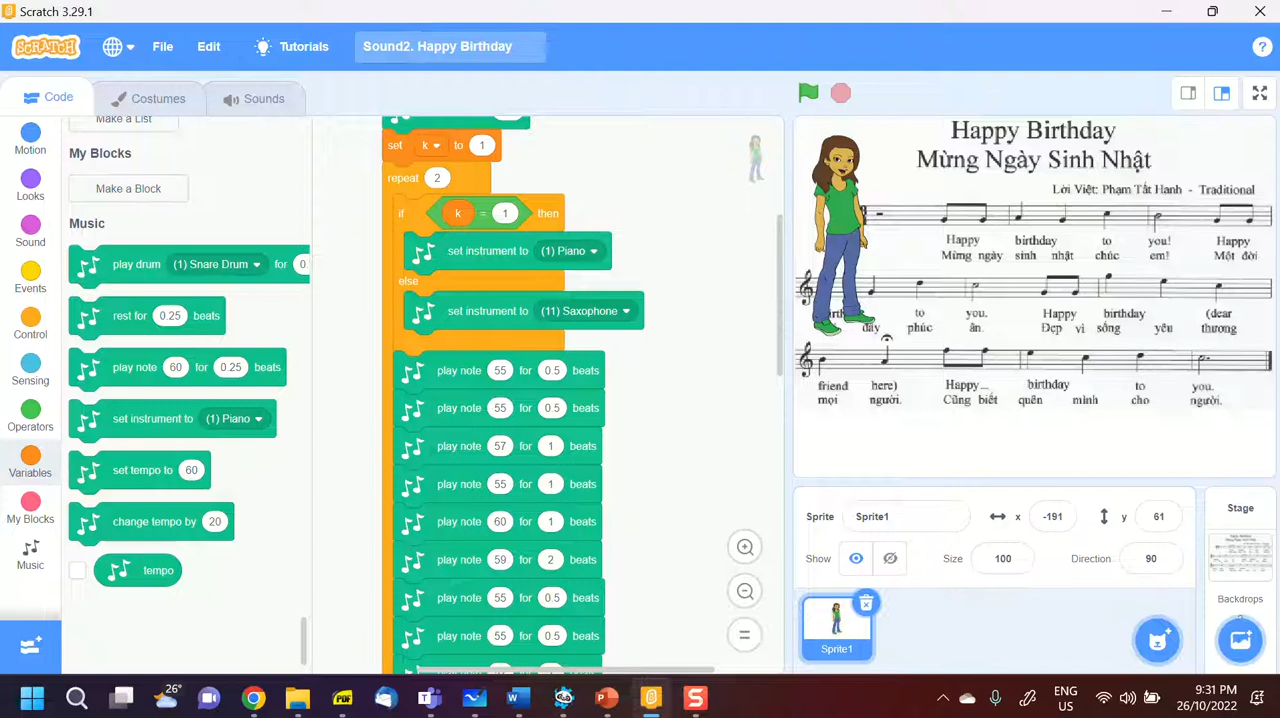 Scratch 3.29.1
SCRATCH
File
Edit
Tutorials
Sound2. Happy Birthday
Code
Costumes
Sounds
Motion
Looks
Sound
Events
Control
Sensing
Operators
Variables
My Blocks
Music
Make a List
My Blocks
Make a Block
Music
play drum (1) Snare Drum for 0.
rest for 0.25 beats
play note 60 for 0.25 beats
set instrument to (1) Piano
set tempo to 60
change tempo by 20
tempo
set k to 1
repeat 2
if k = 1 then
set instrument to (1) Piano
else
set instrument to (11) Saxophone
play note 55 for 0.5 beats
play note 55 for 0.5 beats
play note 57 for 1 beats
play note 55 for 1 beats
play note 60 for 1 beats
play note 59 for 2 beats
play note 55 for 0.5 beats
play note 55 for 0.5 beats
Happy Birthday
Mừng Ngày Sinh Nhật
Lời Việt: Phạm Tất Hanh - Traditional
Happy birthday to you! Happy
Mừng ngày sinh nhật chúc em! Một đời
to you. Happy birthday (dear
đầy phúc ân. Đẹp vì sống yêu thương
friend here) Happy birthday to you.
mọi người. Cũng biết quên mình cho người.
Sprite Sprite1 x -191 y 61
Show Size 100 Direction 90
Sprite1
Stage
Backdrops
1
26°
PDF
ENG
US
9:31 PM
26/10/2022